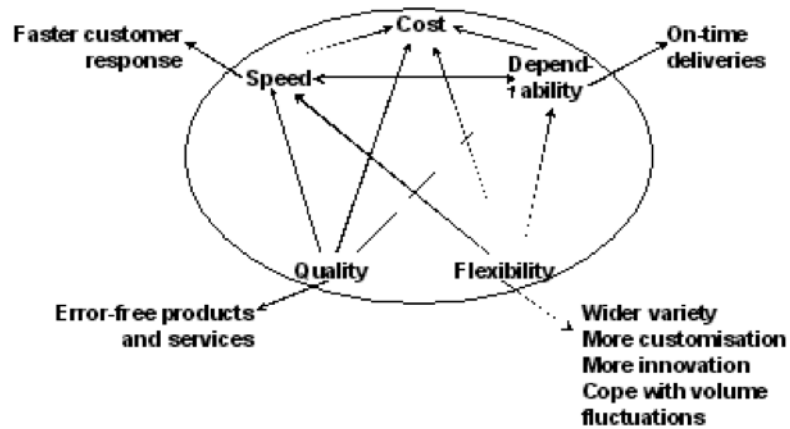 Cost
Faster customer
response
On-time
deliveries
Speed
Depend-
ability
Quality
Flexibility
Error-free products
and services
Wider variety
More customisation
More innovation
Cope with volume
fluctuations